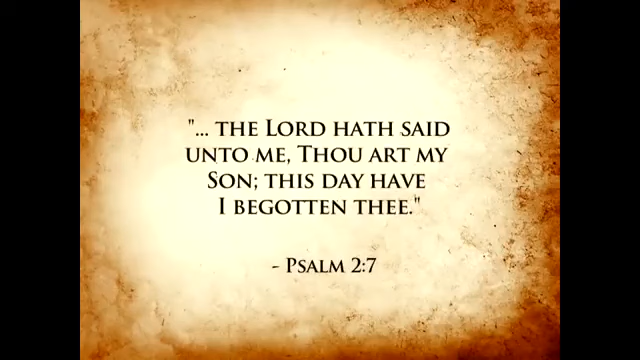 "... THE LORD HATH SAID
UNTO ME, THOU ART MY
SON; THIS DAY HAVE
I BEGOTTEN THEE."
- PSALM 2:7